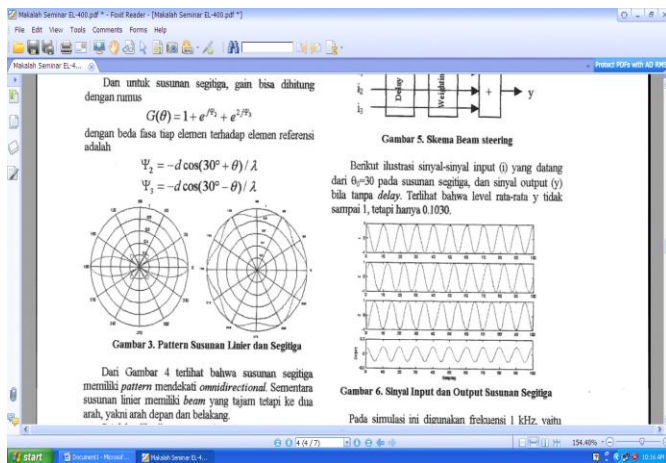 Makalah Seminar EL-400.pdf * - Foxit Reader - [Makalah Seminar EL-400.pdf *]
File Edit View Tools Comments Forms Help
Makalah Seminar EL-4...
Protect PDFs with AD RMS
Dan untuk susunan segitiga, gain bisa dihitung
dengan rumus
G(θ) = 1 + e^{jΨ₂} + e^{2jΨ₃}
dengan beda fasa tiap elemen terhadap elemen referensi
adalah
Ψ₂ = −d cos(30° + θ) / λ
Ψ₃ = −d cos(30° − θ) / λ
Gambar 3. Pattern Susunan Linier dan Segitiga
Dari Gambar 4 terlihat bahwa susunan segitiga
memiliki pattern mendekati omnidirectional. Sementara
susunan linier memiliki beam yang tajam tetapi ke dua
arah, yakni arah depan dan belakang.
i₂
i₃
Delay
Weighting
+
y
Gambar 5. Skema Beam steering
Berikut ilustrasi sinyal-sinyal input (i) yang datang
dari θ₀=30 pada susunan segitiga, dan sinyal output (y)
bila tanpa delay. Terlihat bahwa level rata-rata y tidak
sampai 1, tetapi hanya 0.1030.
Gambar 6. Sinyal Input dan Output Susunan Segitiga
Pada simulasi ini digunakan frekuensi 1 kHz, yaitu
4 (4 / 7)
154.40%
start
Document1 - Microsof...
Makalah Seminar EL-4...
10:16 AM